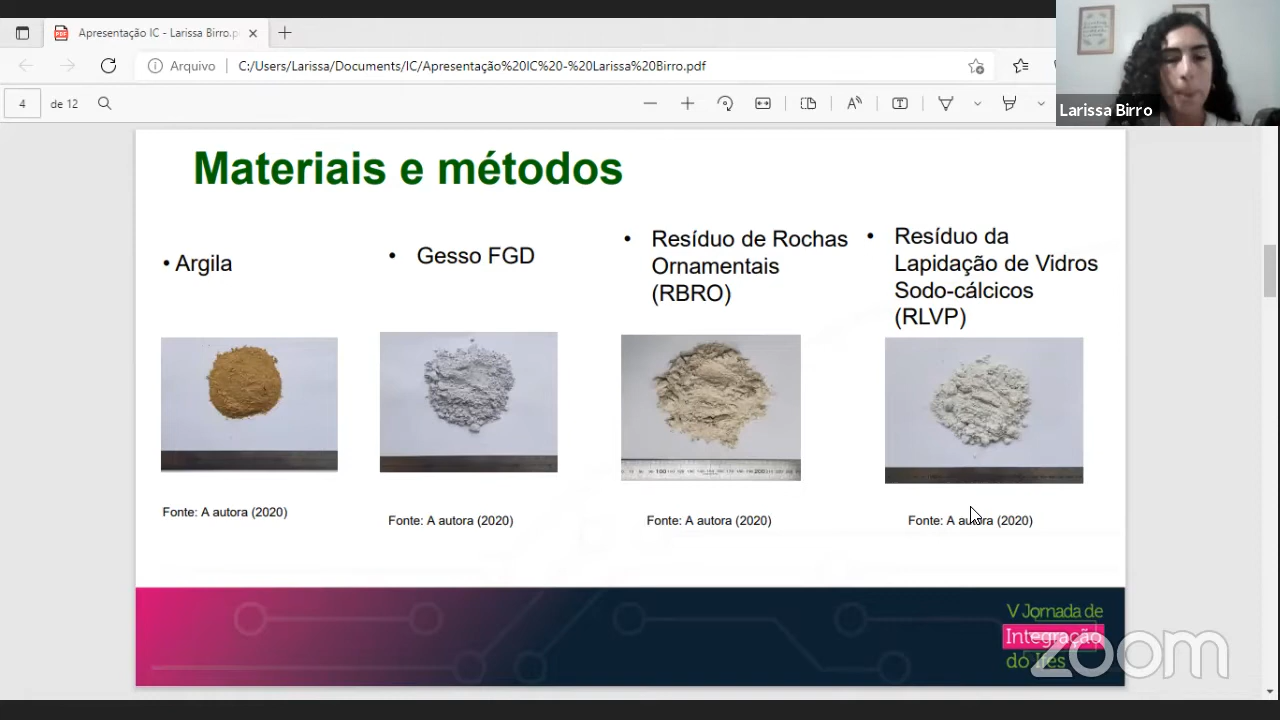 Apresentação IC - Larissa Birro.p
Arquivo
C:/Users/Larissa/Documents/IC/Apresentação%20IC%20-%20Larissa%20Birro.pdf
4
de 12
Larissa Birro
Materiais e métodos
• Argila
• Gesso FGD
• Resíduo de Rochas
Ornamentais
(RBRO)
• Resíduo da
Lapidação de Vidros
Sodo-cálcicos
(RLVP)
Fonte: A autora (2020)
Fonte: A autora (2020)
Fonte: A autora (2020)
Fonte: A autora (2020)
V Jornada de
Integração
do Ifes
zoom